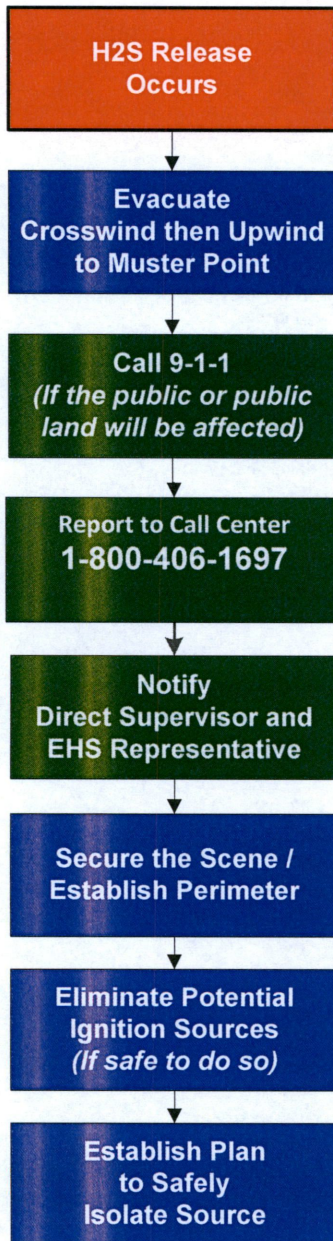 H2S Release
Occurs
Evacuate
Crosswind then Upwind
to Muster Point
Call 9-1-1
(If the public or public
land will be affected)
Report to Call Center
1-800-406-1697
Notify
Direct Supervisor and
EHS Representative
Secure the Scene /
Establish Perimeter
Eliminate Potential
Ignition Sources
(If safe to do so)
Establish Plan
to Safely
Isolate Source